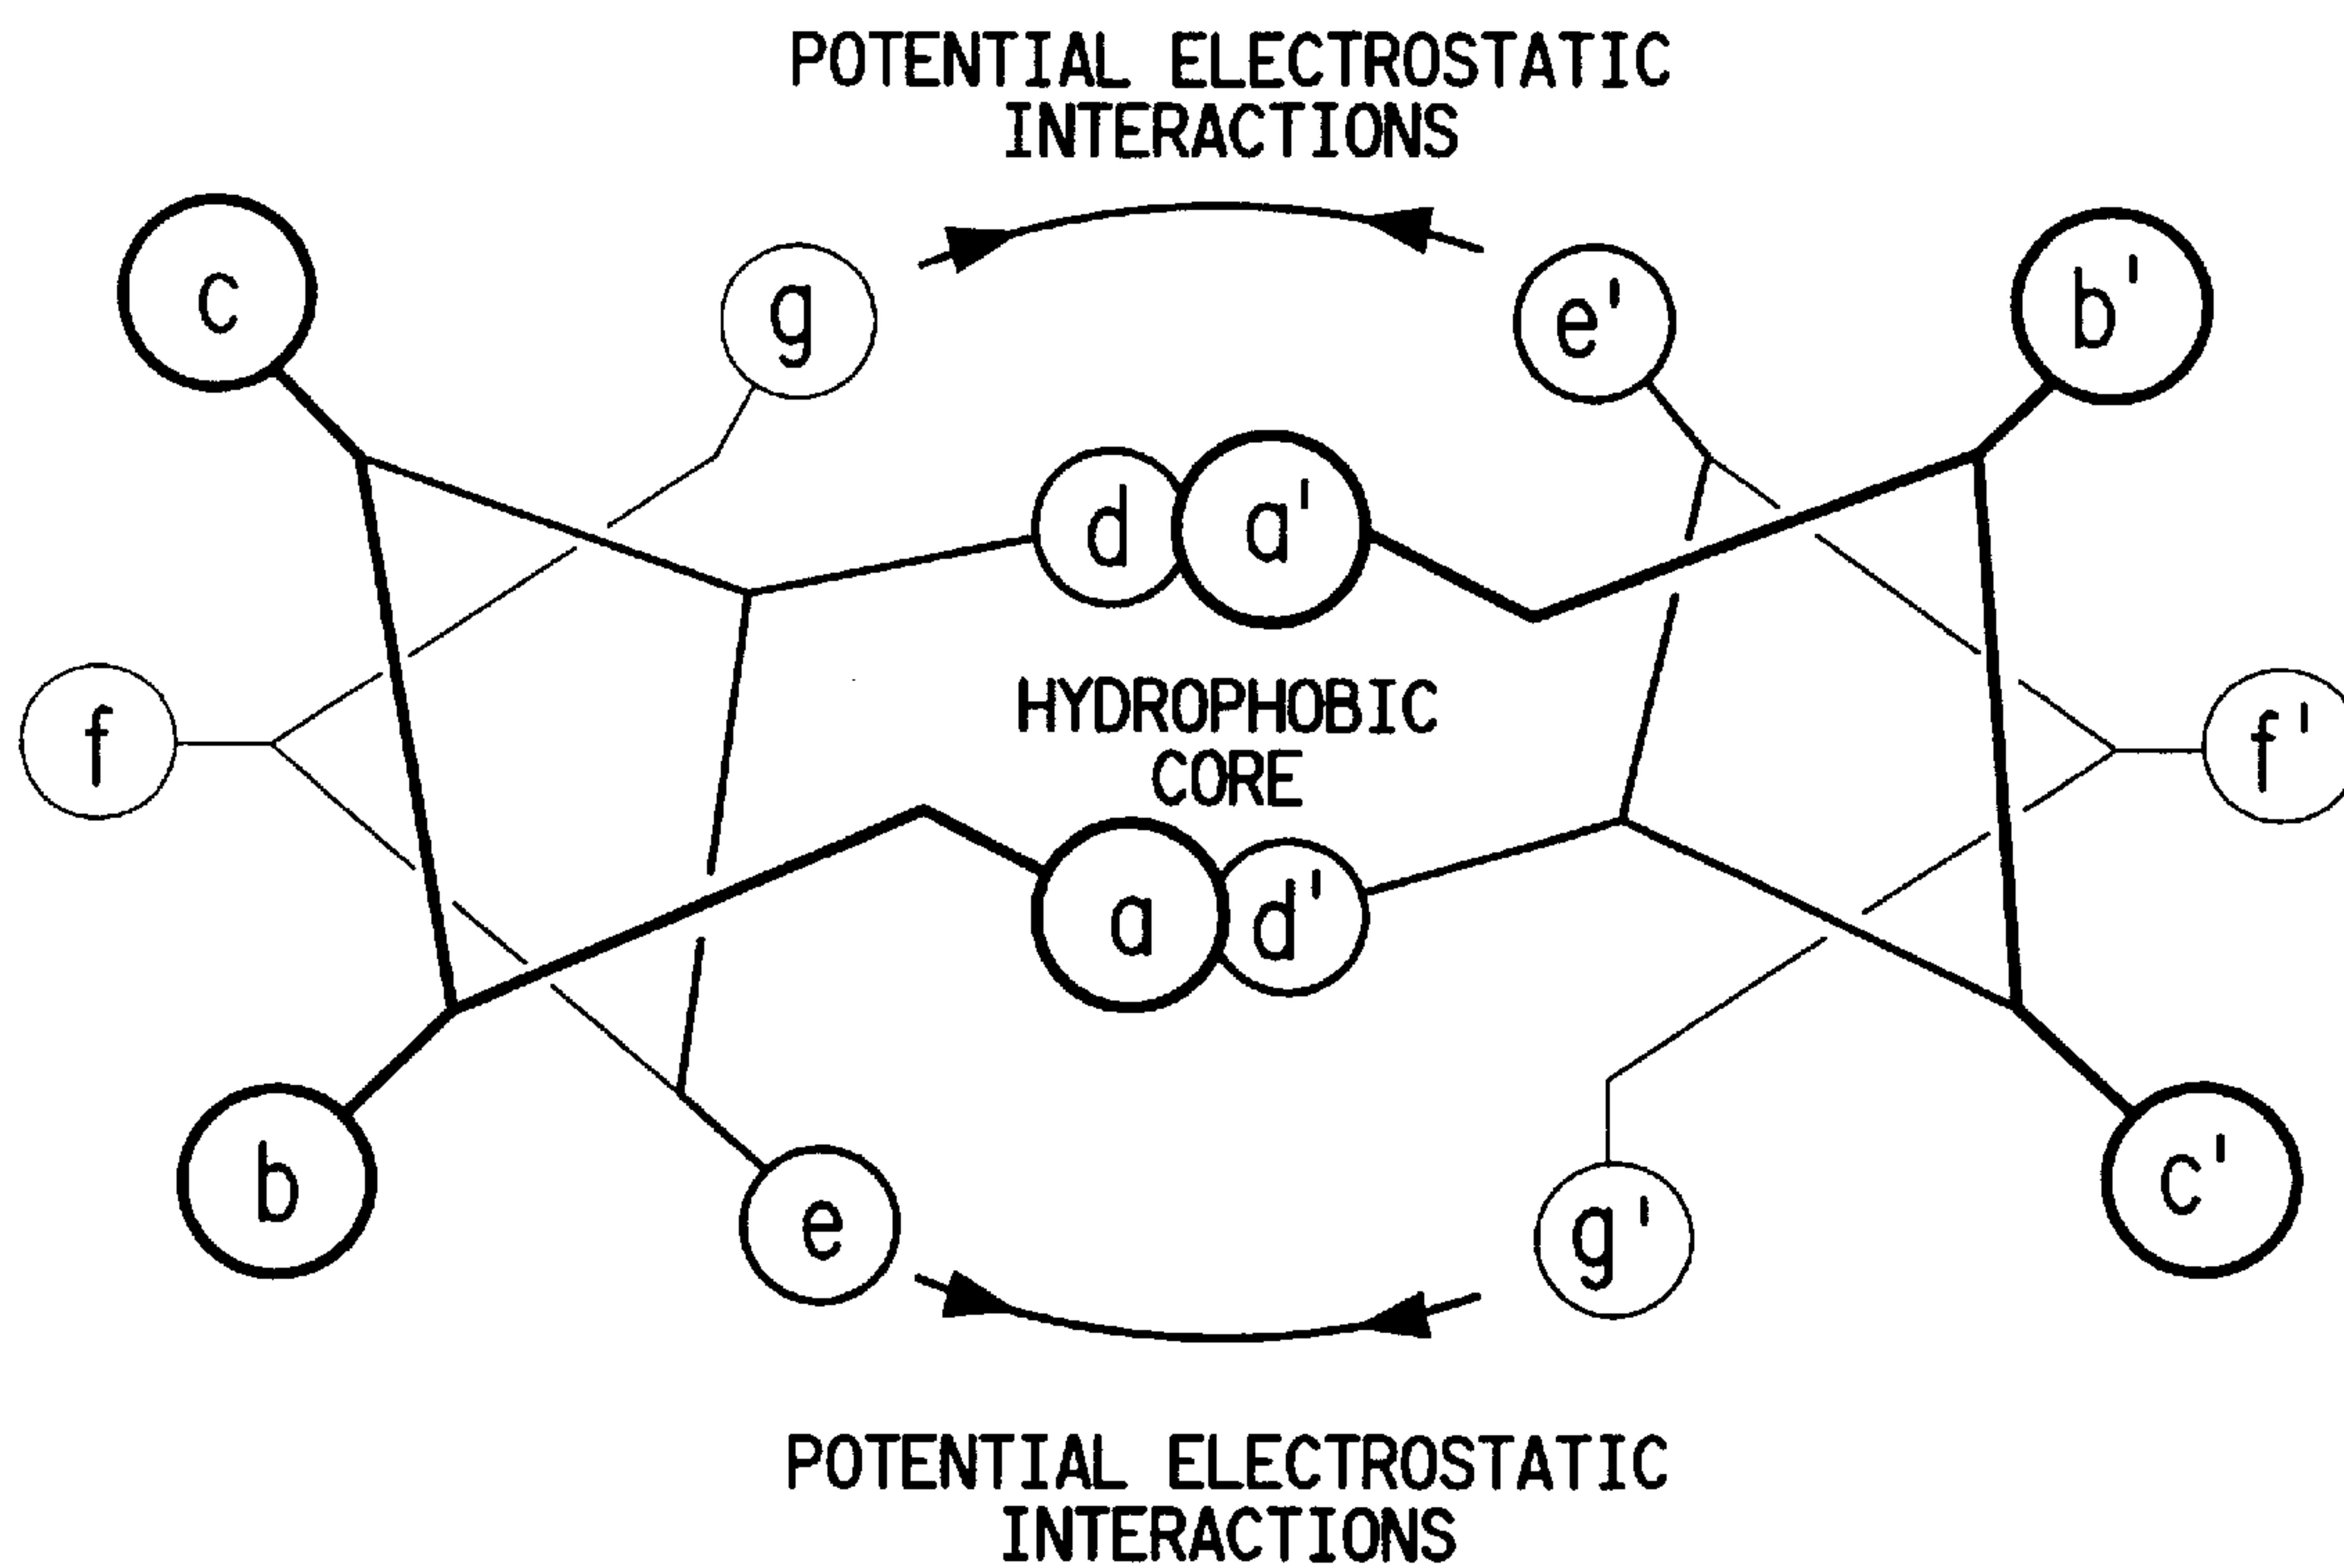 POTENTIAL ELECTROSTATIC
INTERACTIONS
c
g
e'
b'
d
a'
HYDROPHOBIC
CORE
f
f'
a
d'
b
e
g'
c'
POTENTIAL ELECTROSTATIC
INTERACTIONS